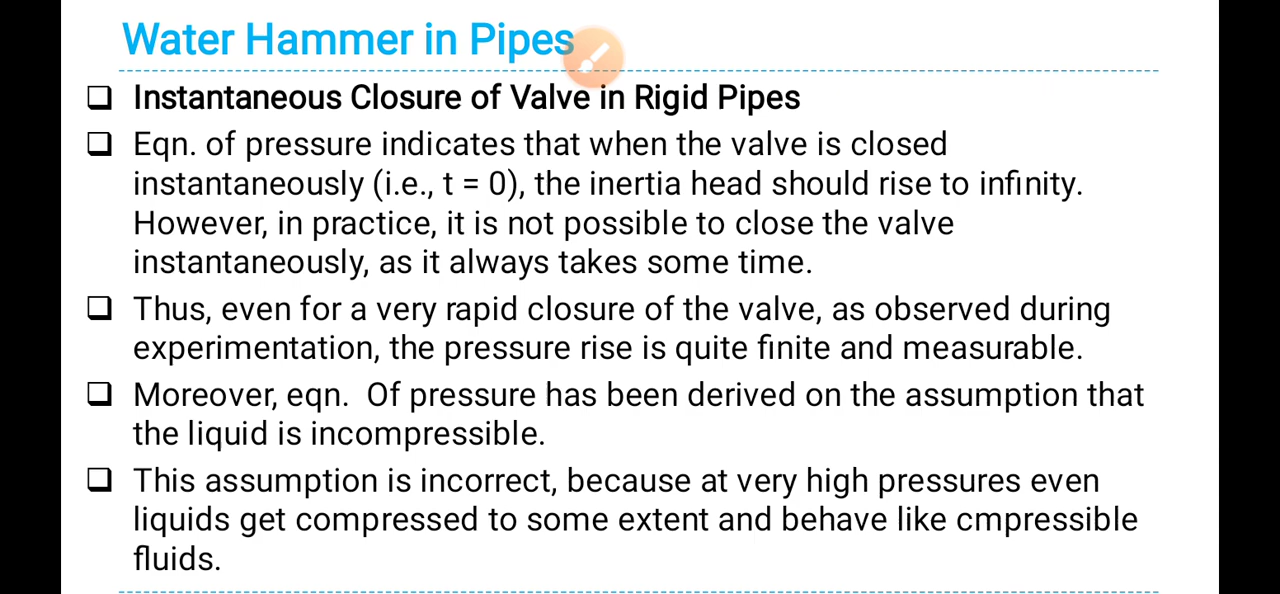 Water Hammer in Pipes
Instantaneous Closure of Valve in Rigid Pipes
Eqn. of pressure indicates that when the valve is closed
instantaneously (i.e., t = 0), the inertia head should rise to infinity.
However, in practice, it is not possible to close the valve
instantaneously, as it always takes some time.
Thus, even for a very rapid closure of the valve, as observed during
experimentation, the pressure rise is quite finite and measurable.
Moreover, eqn.  Of pressure has been derived on the assumption that
the liquid is incompressible.
This assumption is incorrect, because at very high pressures even
liquids get compressed to some extent and behave like cmpressible
fluids.